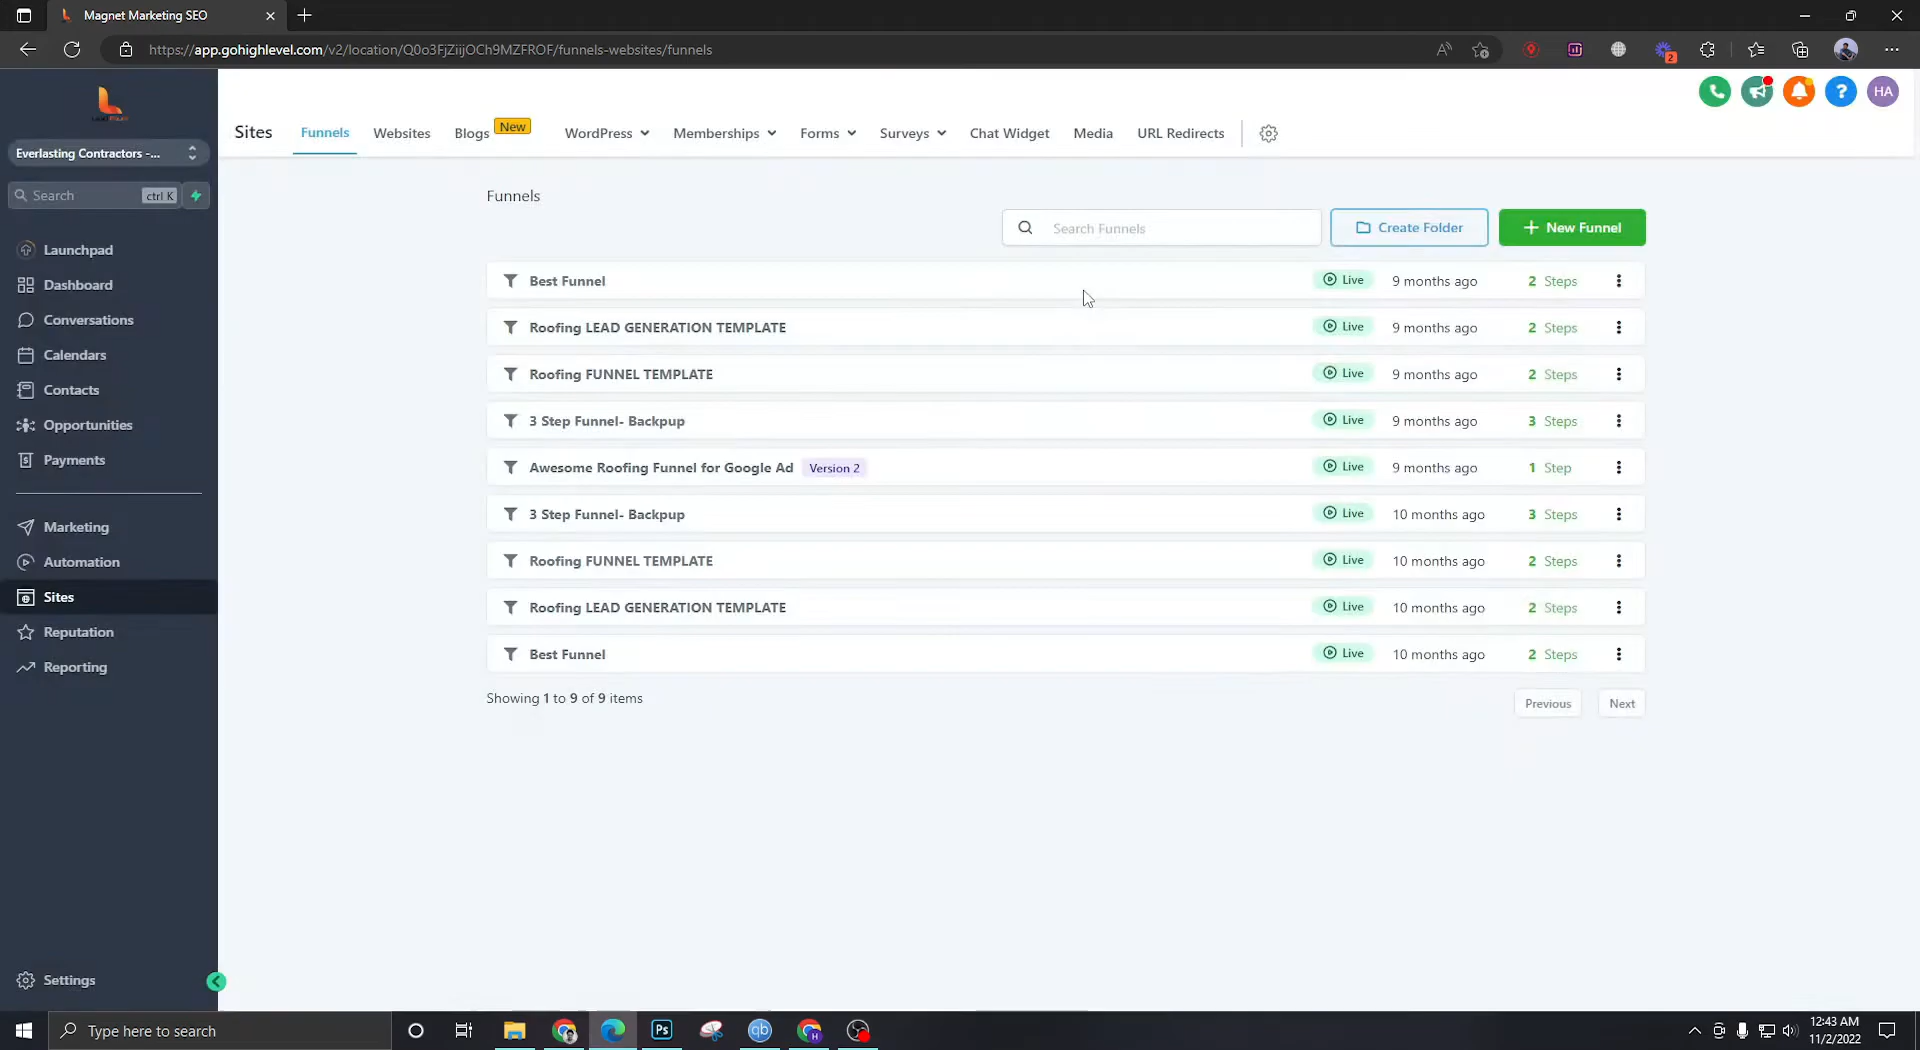 Magnet Marketing SEO
https://app.gohighlevel.com/v2/location/Q0o3FjZiijOCh9MZFROF/funnels-websites/funnels
2
HA
Sites
Funnels
Websites
Blogs New
WordPress
Memberships
Forms
Surveys
Chat Widget
Media
URL Redirects
Everlasting Contractors -...
Search ctrl K
Launchpad
Dashboard
Conversations
Calendars
Contacts
Opportunities
Payments
Marketing
Automation
Sites
Reputation
Reporting
Settings
Funnels
Search Funnels
Create Folder
New Funnel
Best Funnel Live 9 months ago 2 Steps
Roofing LEAD GENERATION TEMPLATE Live 9 months ago 2 Steps
Roofing FUNNEL TEMPLATE Live 9 months ago 2 Steps
3 Step Funnel- Backpup Live 9 months ago 3 Steps
Awesome Roofing Funnel for Google Ad Version 2 Live 9 months ago 1 Step
3 Step Funnel- Backpup Live 10 months ago 3 Steps
Roofing FUNNEL TEMPLATE Live 10 months ago 2 Steps
Roofing LEAD GENERATION TEMPLATE Live 10 months ago 2 Steps
Best Funnel Live 10 months ago 2 Steps
Showing 1 to 9 of 9 items
Previous
Next
Type here to search
Ps
qb
12:43 AM
11/2/2022